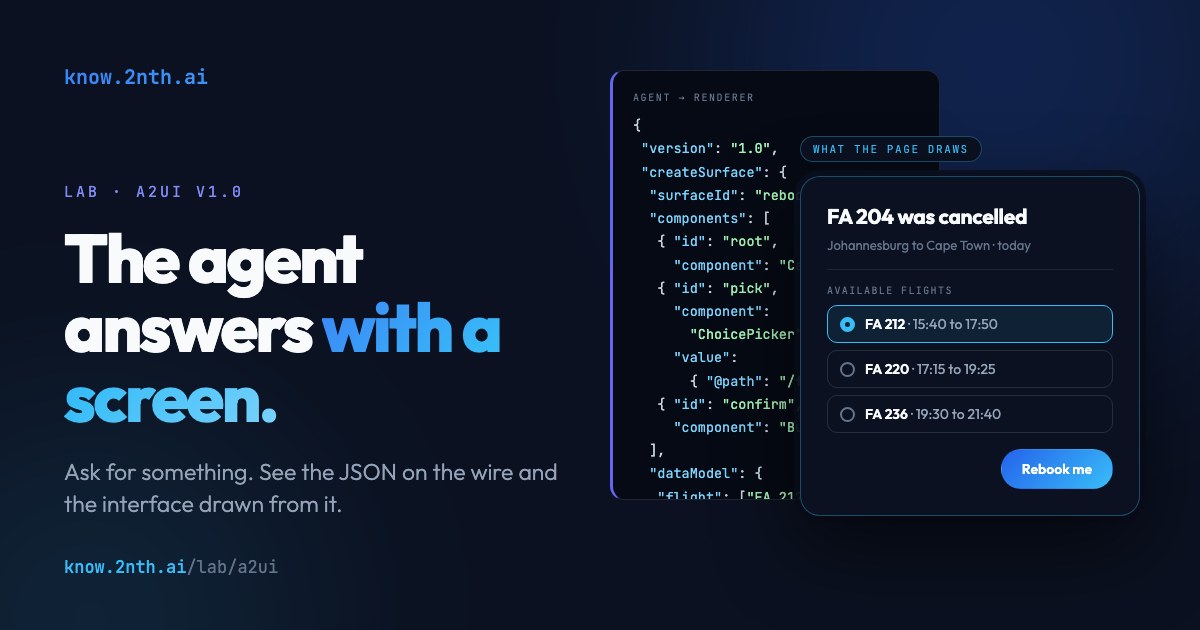 know.2nth.ai
LAB · A2UI V1.0
The agent
answers with a
screen.
Ask for something. See the JSON on the wire and
the interface drawn from it.
know.2nth.ai/lab/a2ui
AGENT → RENDERER
{
"version": "1.0",
"createSurface": {
"surfaceId": "rebo
"components": [
{ "id": "root",
"component": "C
{ "id": "pick",
"component":
"ChoicePicker
"value":
{ "@path": "/
{ "id": "confirm"
"component": "B
],
"dataModel": {
"flight": ["FA 21
WHAT THE PAGE DRAWS
FA 204 was cancelled
Johannesburg to Cape Town · today
AVAILABLE FLIGHTS
FA 212 · 15:40 to 17:50
FA 220 · 17:15 to 19:25
FA 236 · 19:30 to 21:40
Rebook me